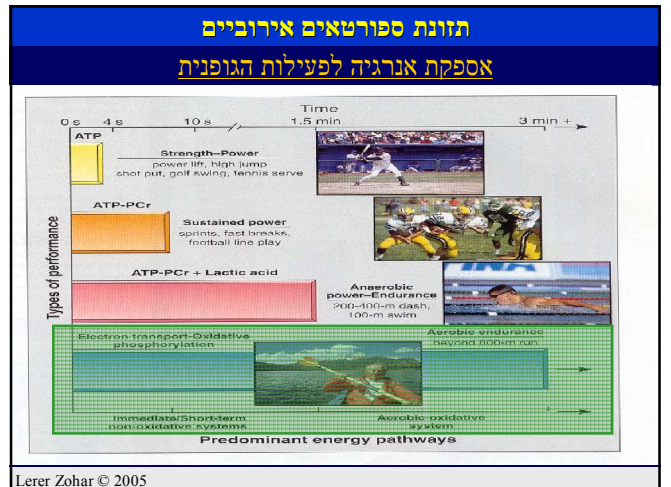 תזונת ספורטאים אירוביים
אספקת אנרגיה לפעילות הגופנית
Time
0 s 4 s 10 s 1.5 min 3 min +
ATP
Strength–Power
power lift, high jump
shot put, golf swing, tennis serve
ATP-PCr
Sustained power
sprints, fast breaks,
football line play
ATP-PCr + Lactic acid
Anaerobic
power–Endurance
200-400-m dash,
100-m swim
Types of performance
Electron transport-Oxidative
phosphorylation
Aerobic endurance
beyond 800-m run
Immediate/Short-term
non-oxidative systems
Aerobic-oxidative
system
Predominant energy pathways
Lerer Zohar © 2005